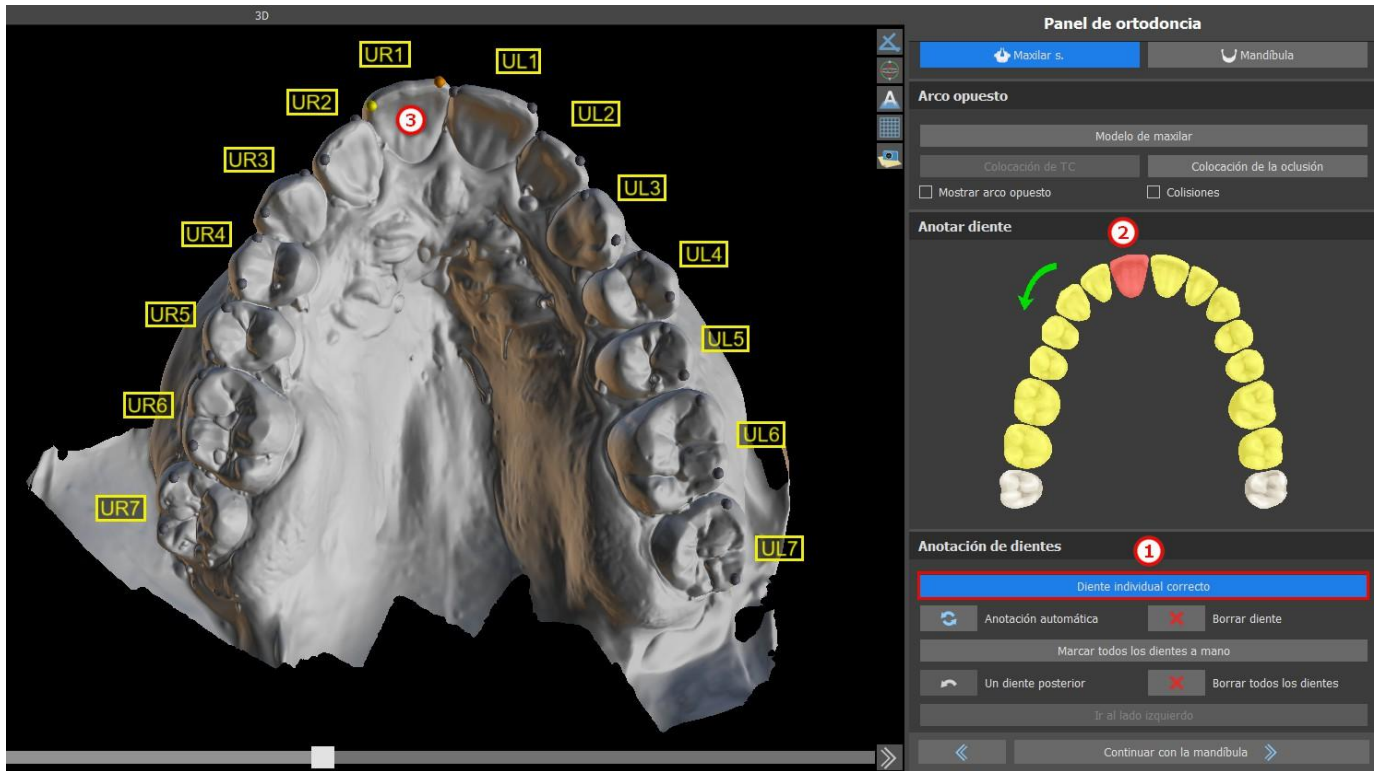 3D
UR1
UL1
UR2
UL2
UR3
UL3
UR4
UL4
UR5
UL5
UR6
UL6
UR7
UL7
3
Panel de ortodoncia
Maxilar s.
Mandíbula
Arco opuesto
Modelo de maxilar
Colocación de TC
Colocación de la oclusión
Mostrar arco opuesto
Colisiones
Anotar diente
2
Anotación de dientes
1
Diente individual correcto
Anotación automática
Borrar diente
Marcar todos los dientes a mano
Un diente posterior
Borrar todos los dientes
Ir al lado izquierdo
Continuar con la mandíbula